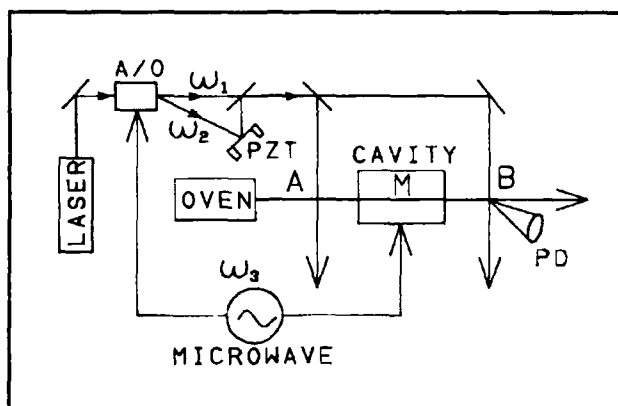 A/O
ω₁
ω₂
PZT
CAVITY
M
A
B
OVEN
LASER
PD
ω₃
MICROWAVE